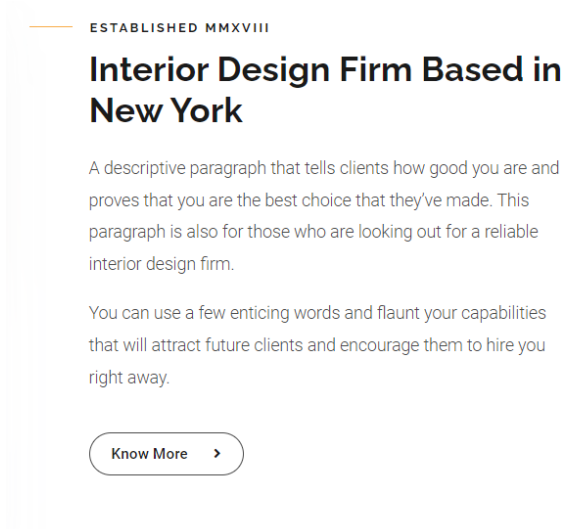 ESTABLISHED MMXVIII
Interior Design Firm Based in
New York
A descriptive paragraph that tells clients how good you are and
proves that you are the best choice that they've made. This
paragraph is also for those who are looking out for a reliable
interior design firm.
You can use a few enticing words and flaunt your capabilities
that will attract future clients and encourage them to hire you
right away.
Know More